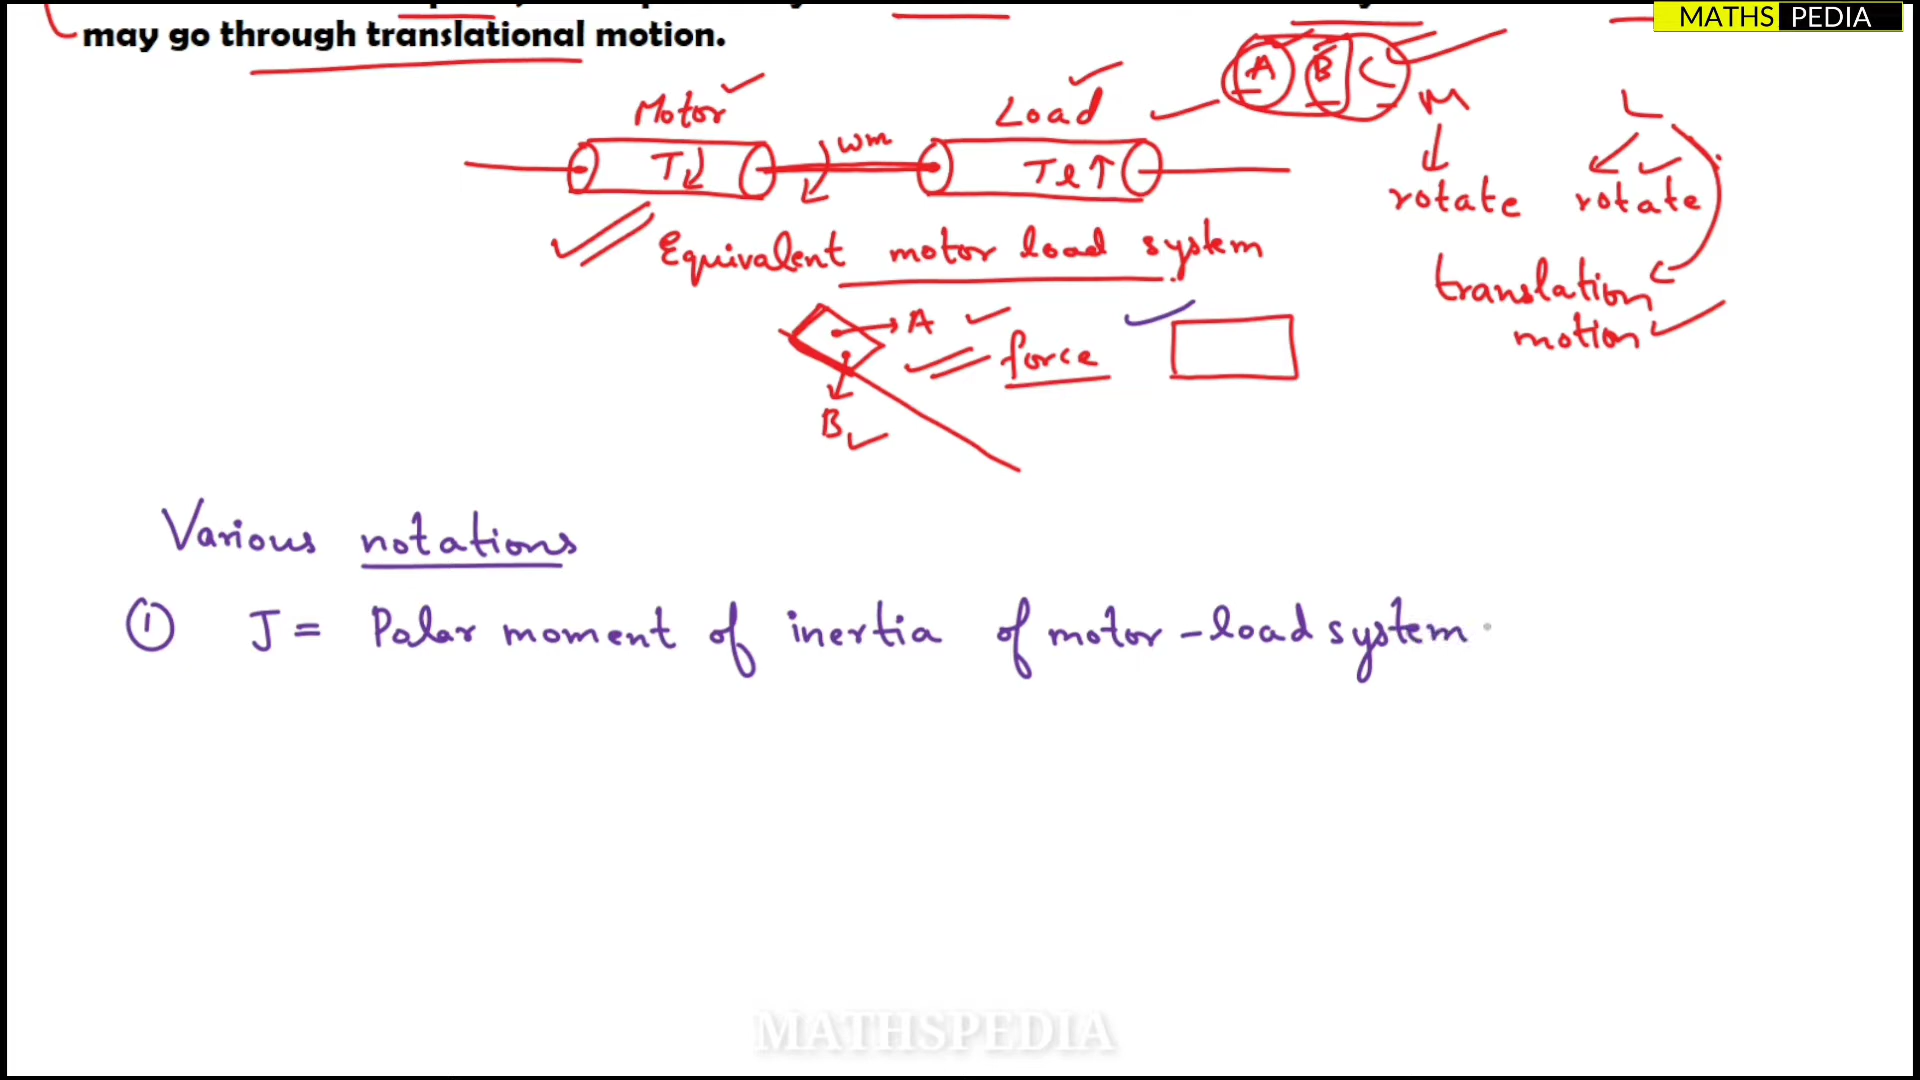 MATHS PEDIA
may go through translational motion.
A B C
Motor Load
M L
wm
T Tl
rotate rotate
Equivalent motor load system
translation
motion
A
force
B
Various notations
① J = Polar moment of inertia of motor - load system
MATHSPEDIA